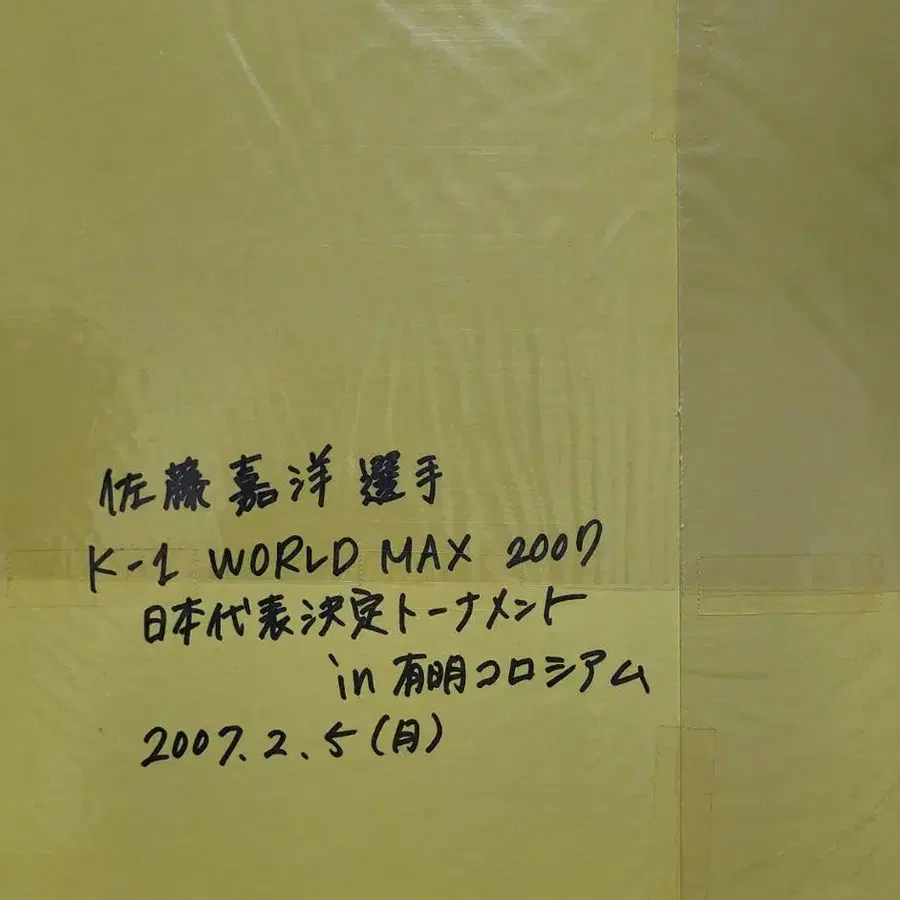 佐藤嘉洋選手
K-1 WORLD MAX 2007
日本代表決定トーナメント
in 有明コロシアム
2007.2.5(月)